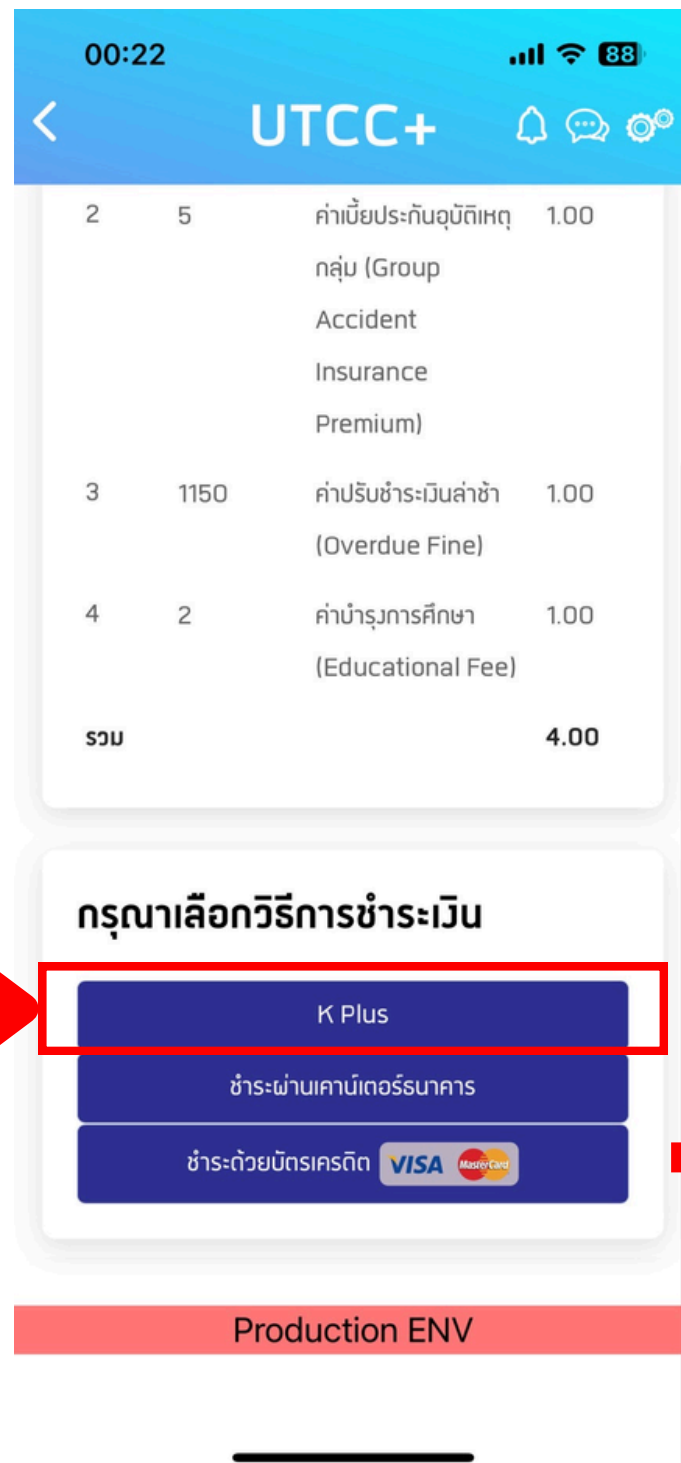 00:22 88
UTCC+
2 5 ค่าเบี้ยประกันอุบัติเหตุ 1.00
กลุ่ม (Group
Accident
Insurance
Premium)
3 1150 ค่าปรับชำระเงินล่าช้า 1.00
(Overdue Fine)
4 2 ค่าบำรุงการศึกษา 1.00
(Educational Fee)
รวม 4.00
กรุณาเลือกวิธีการชำระเงิน
K Plus
ชำระผ่านเคาน์เตอร์ธนาคาร
ชำระด้วยบัตรเครดิต VISA MasterCard
Production ENV